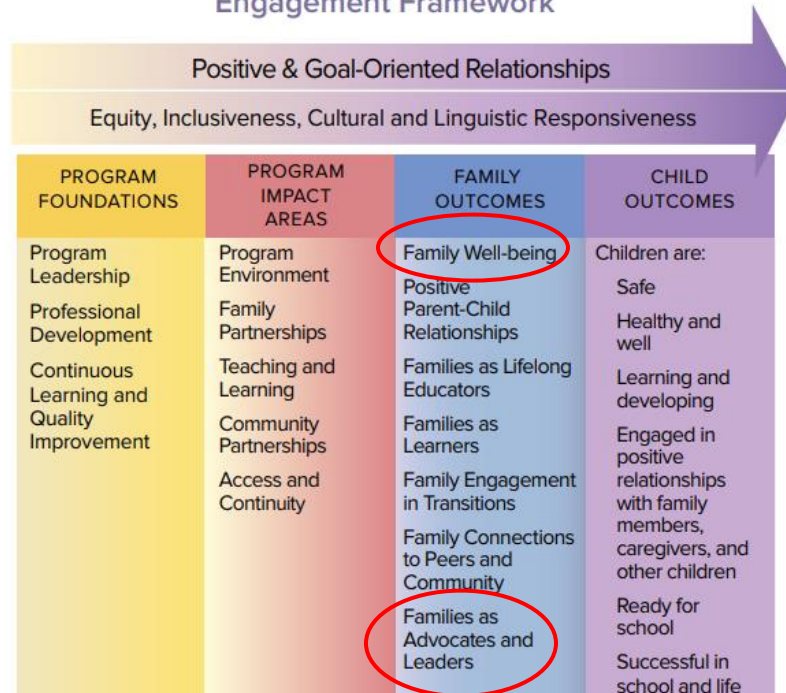 Engagement Framework
Positive & Goal-Oriented Relationships
Equity, Inclusiveness, Cultural and Linguistic Responsiveness
PROGRAM
FOUNDATIONS
Program
Leadership
Professional
Development
Continuous
Learning and
Quality
Improvement
PROGRAM
IMPACT
AREAS
Program
Environment
Family
Partnerships
Teaching and
Learning
Community
Partnerships
Access and
Continuity
FAMILY
OUTCOMES
Family Well-being
Positive
Parent-Child
Relationships
Families as Lifelong
Educators
Families as
Learners
Family Engagement
in Transitions
Family Connections
to Peers and
Community
Families as
Advocates and
Leaders
CHILD
OUTCOMES
Children are:
Safe
Healthy and
well
Learning and
developing
Engaged in
positive
relationships
with family
members,
caregivers, and
other children
Ready for
school
Successful in
school and life